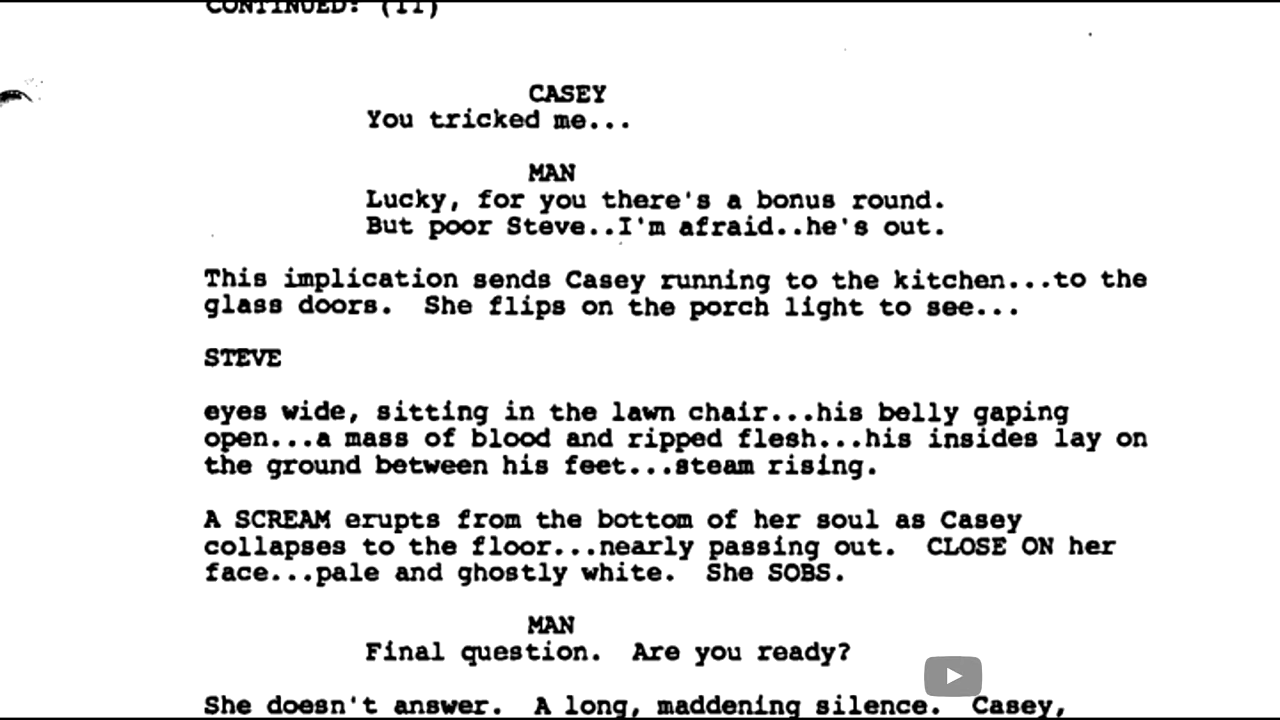 CONTINUED: (11)
CASEY
You tricked me...
MAN
Lucky, for you there's a bonus round.
But poor Steve..I'm afraid..he's out.
This implication sends Casey running to the kitchen...to the
glass doors. She flips on the porch light to see...
STEVE
eyes wide, sitting in the lawn chair...his belly gaping
open...a mass of blood and ripped flesh...his insides lay on
the ground between his feet...steam rising.
A SCREAM erupts from the bottom of her soul as Casey
collapses to the floor...nearly passing out. CLOSE ON her
face...pale and ghostly white. She SOBS.
MAN
Final question. Are you ready?
She doesn't answer. A long, maddening silence. Casey,